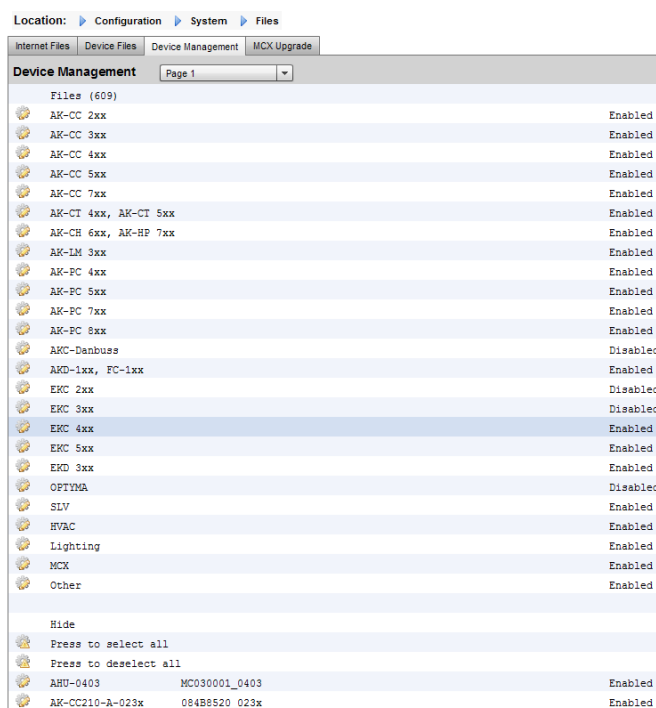 Location: Configuration System Files
Internet Files Device Files Device Management MCX Upgrade
Device Management Page 1
Files (609)
AK-CC 2xx Enabled
AK-CC 3xx Enabled
AK-CC 4xx Enabled
AK-CC 5xx Enabled
AK-CC 7xx Enabled
AK-CT 4xx, AK-CT 5xx Enabled
AK-CH 6xx, AK-HP 7xx Enabled
AK-LM 3xx Enabled
AK-PC 4xx Enabled
AK-PC 5xx Enabled
AK-PC 7xx Enabled
AK-PC 8xx Enabled
AKC-Danbuss Disabled
AKD-1xx, FC-1xx Enabled
EKC 2xx Disabled
EKC 3xx Disabled
EKC 4xx Enabled
EKC 5xx Enabled
EKD 3xx Enabled
OPTYMA Disabled
SLV Enabled
HVAC Enabled
Lighting Enabled
MCX Enabled
Other Enabled
Hide
Press to select all
Press to deselect all
AHU-0403 MC030001_0403 Enabled
AK-CC210-A-023x 084B8520 023x Enabled